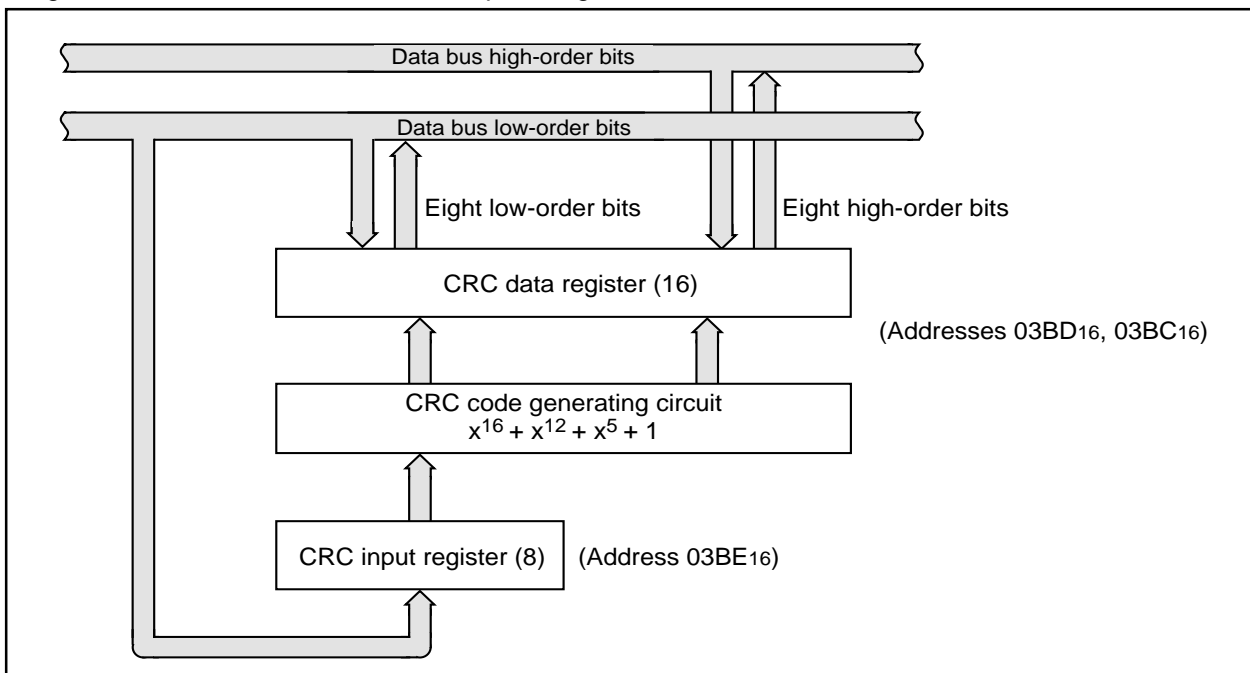 Data bus high-order bits
Data bus low-order bits
Eight low-order bits
Eight high-order bits
CRC data register (16)
(Addresses 03BD16, 03BC16)
CRC code generating circuit
x16 + x12 + x5 + 1
CRC input register (8)
(Address 03BE16)